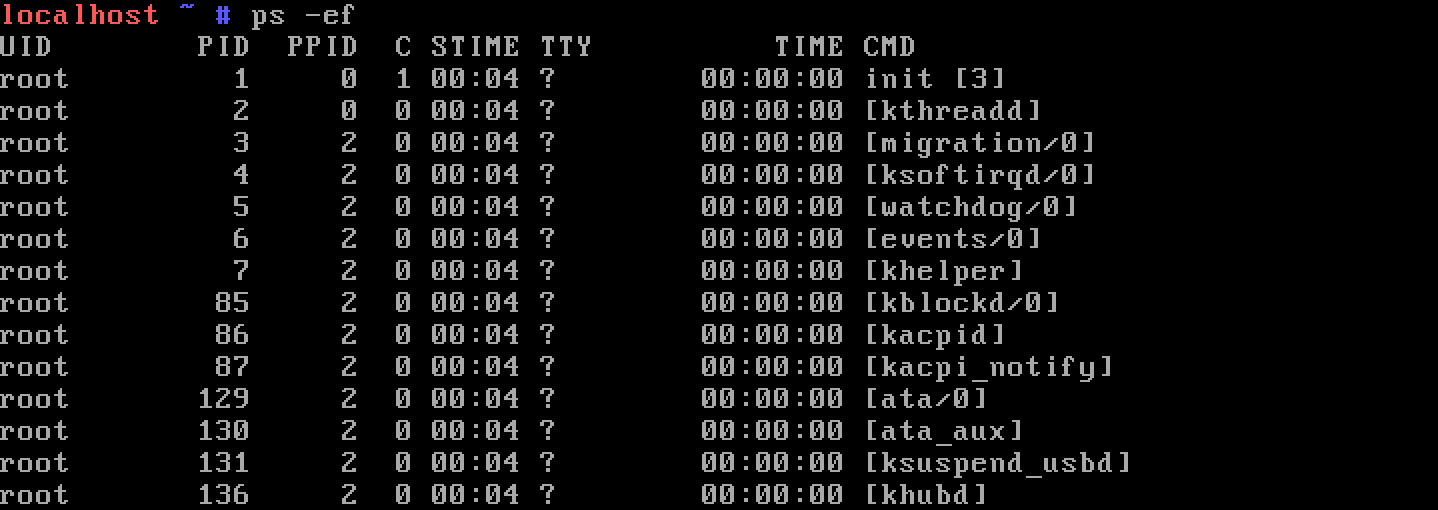 localhost ~ # ps -ef
UID        PID  PPID  C STIME TTY          TIME CMD
root         1     0  1 00:04 ?        00:00:00 init [3]
root         2     0  0 00:04 ?        00:00:00 [kthreadd]
root         3     2  0 00:04 ?        00:00:00 [migration/0]
root         4     2  0 00:04 ?        00:00:00 [ksoftirqd/0]
root         5     2  0 00:04 ?        00:00:00 [watchdog/0]
root         6     2  0 00:04 ?        00:00:00 [events/0]
root         7     2  0 00:04 ?        00:00:00 [khelper]
root        85     2  0 00:04 ?        00:00:00 [kblockd/0]
root        86     2  0 00:04 ?        00:00:00 [kacpid]
root        87     2  0 00:04 ?        00:00:00 [kacpi_notify]
root       129     2  0 00:04 ?        00:00:00 [ata/0]
root       130     2  0 00:04 ?        00:00:00 [ata_aux]
root       131     2  0 00:04 ?        00:00:00 [ksuspend_usbd]
root       136     2  0 00:04 ?        00:00:00 [khubd]